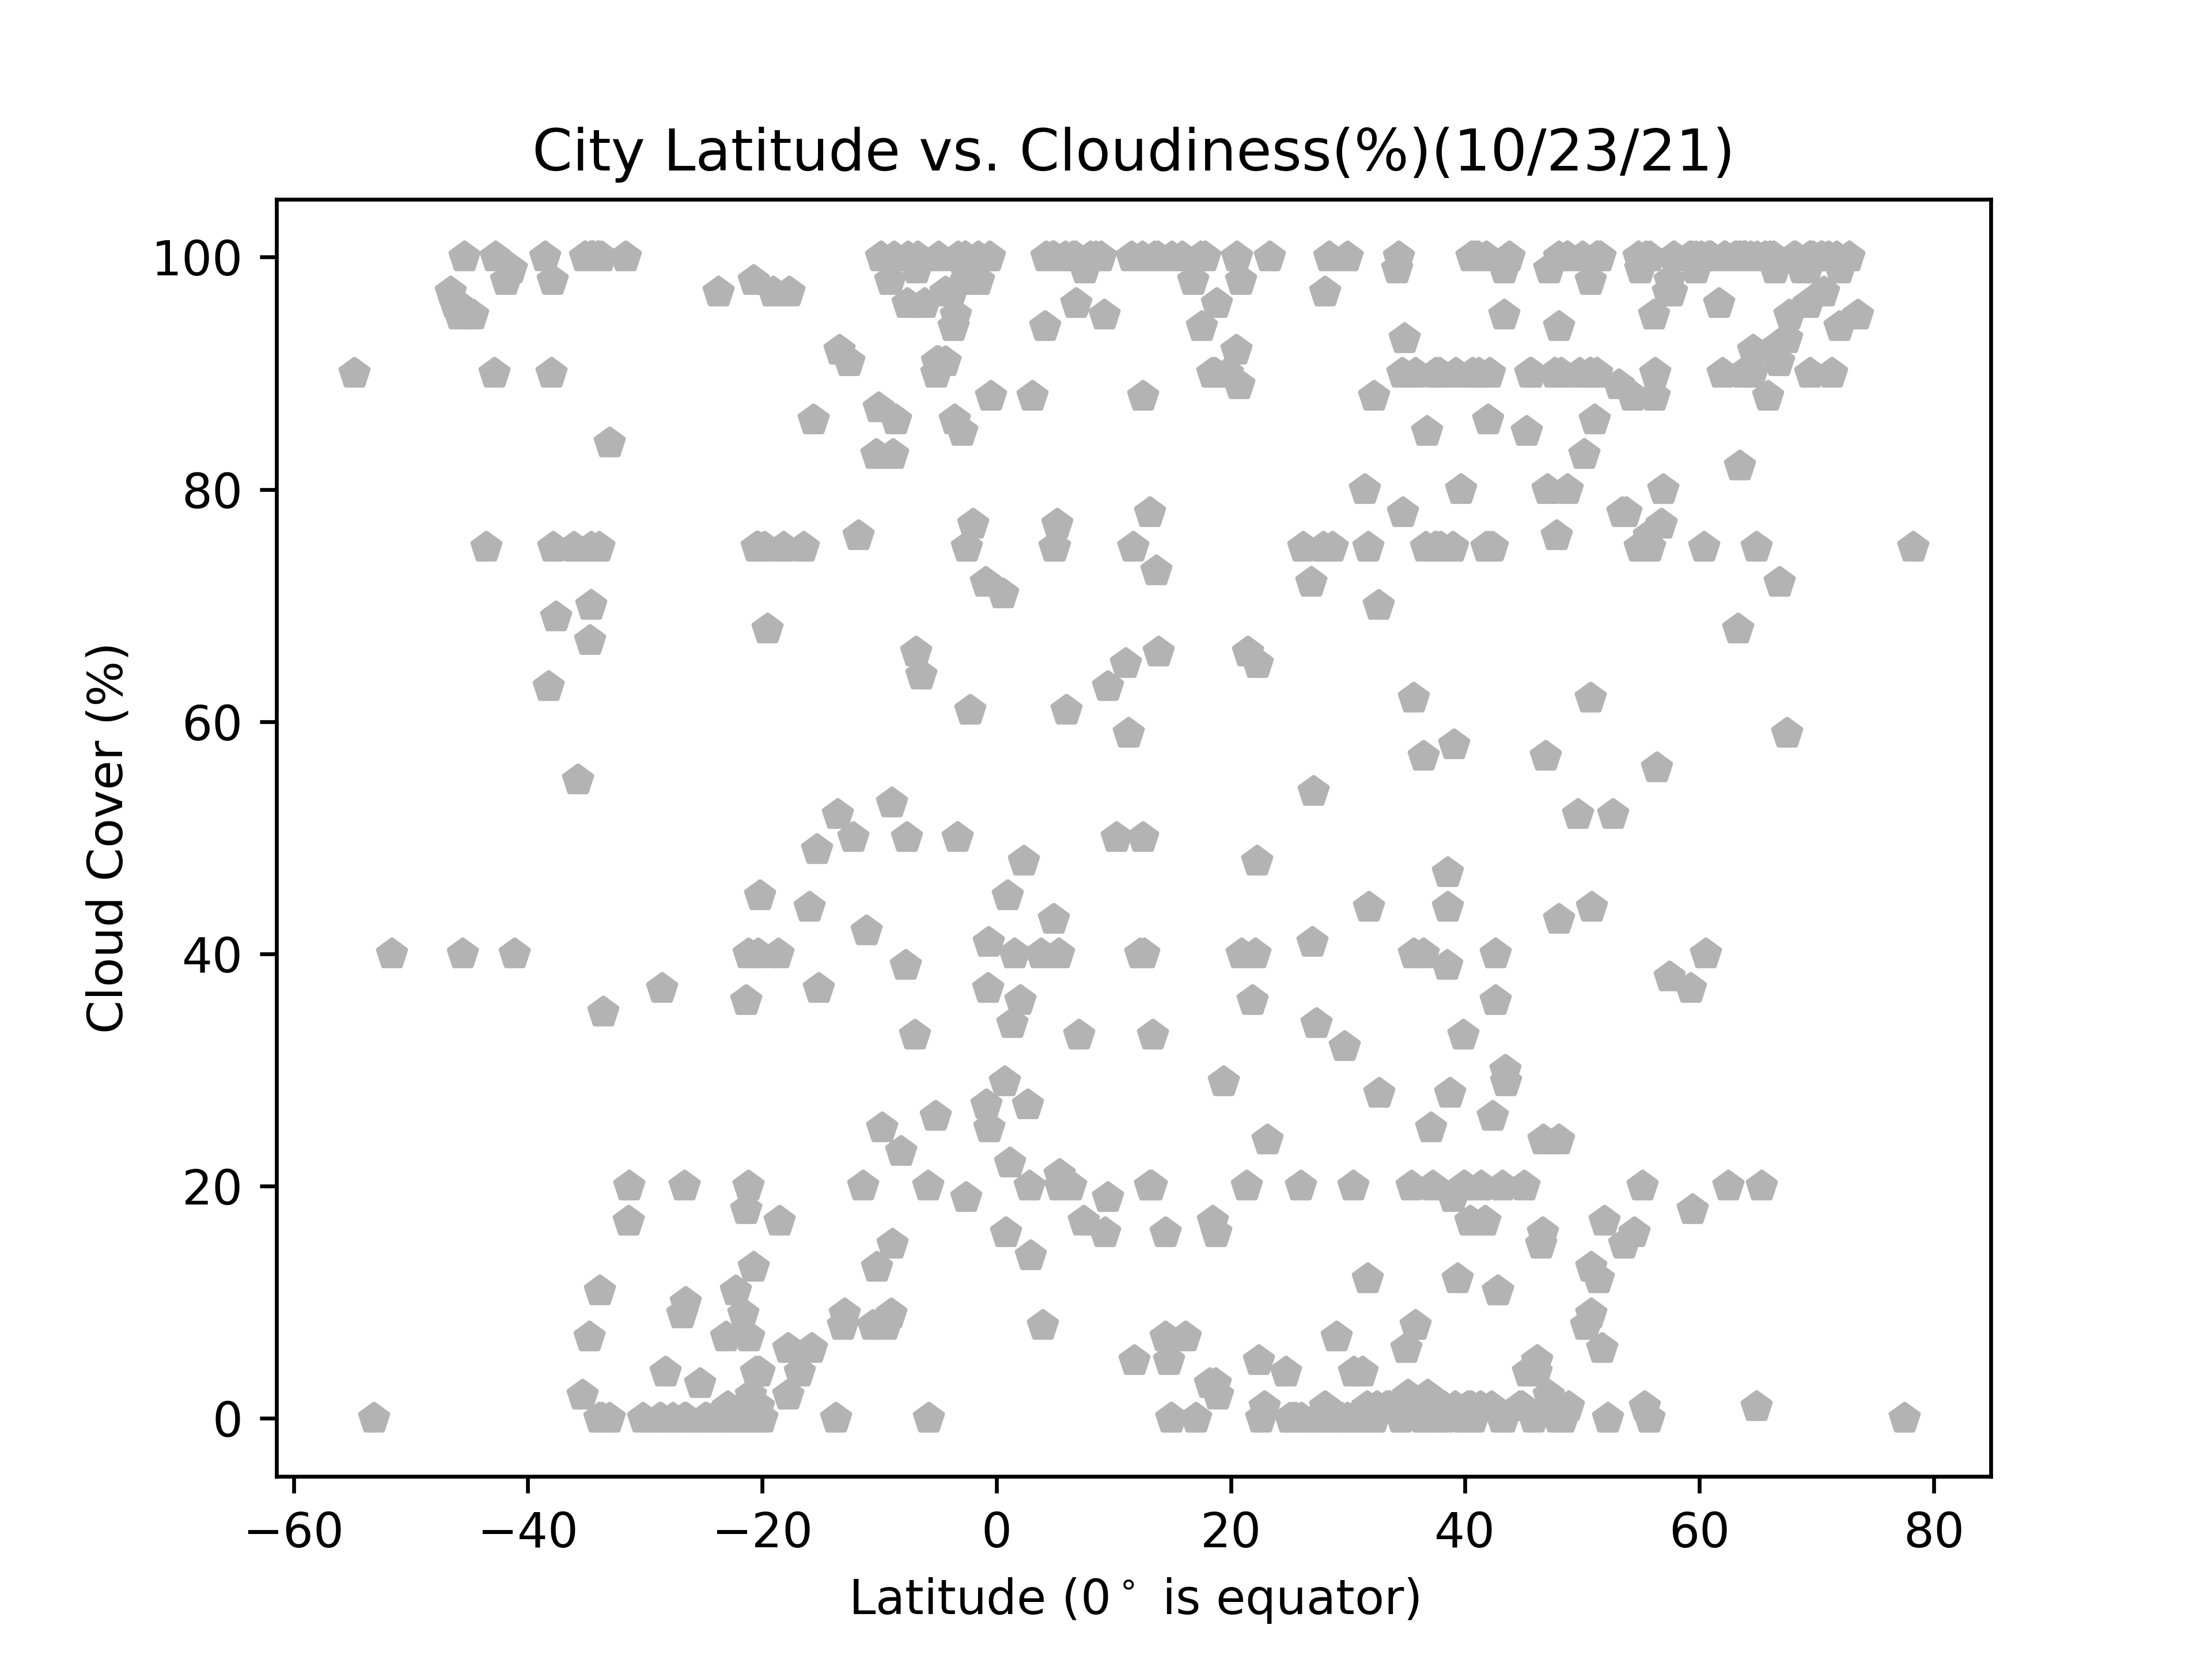 City Latitude vs. Cloudiness(%)(10/23/21)
100
80
60
40
20
0
Cloud Cover (%)
−60 −40 −20 0 20 40 60 80
Latitude (0° is equator)